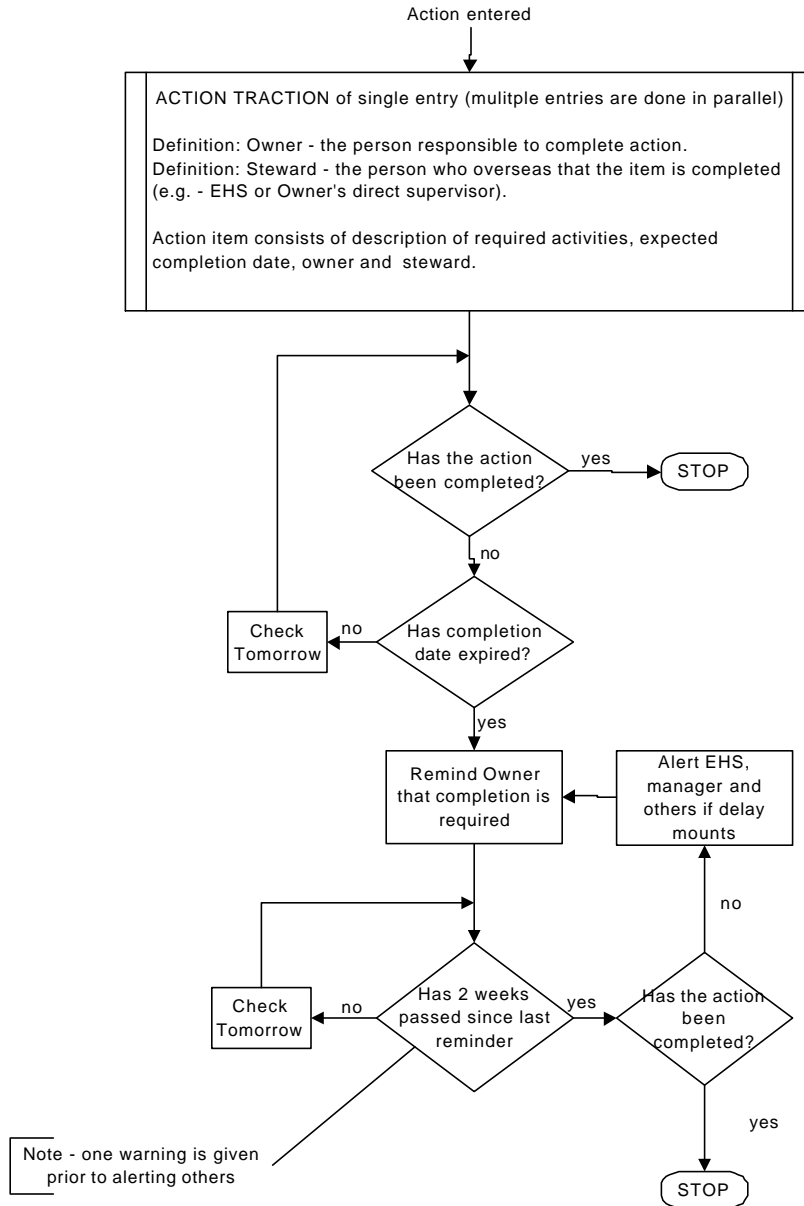 Action entered
ACTION TRACTION of single entry (mulitple entries are done in parallel)
Definition: Owner - the person responsible to complete action.
Definition: Steward - the person who overseas that the item is completed
(e.g. - EHS or Owner's direct supervisor).
Action item consists of description of required activities, expected
completion date, owner and steward.
Has the action
been completed?
yes
STOP
no
Has completion
date expired?
no
Check
Tomorrow
yes
Remind Owner
that completion is
required
Alert EHS,
manager and
others if delay
mounts
no
Has 2 weeks
passed since last
reminder
no
Check
Tomorrow
yes
Has the action
been
completed?
yes
STOP
Note - one warning is given
prior to alerting others